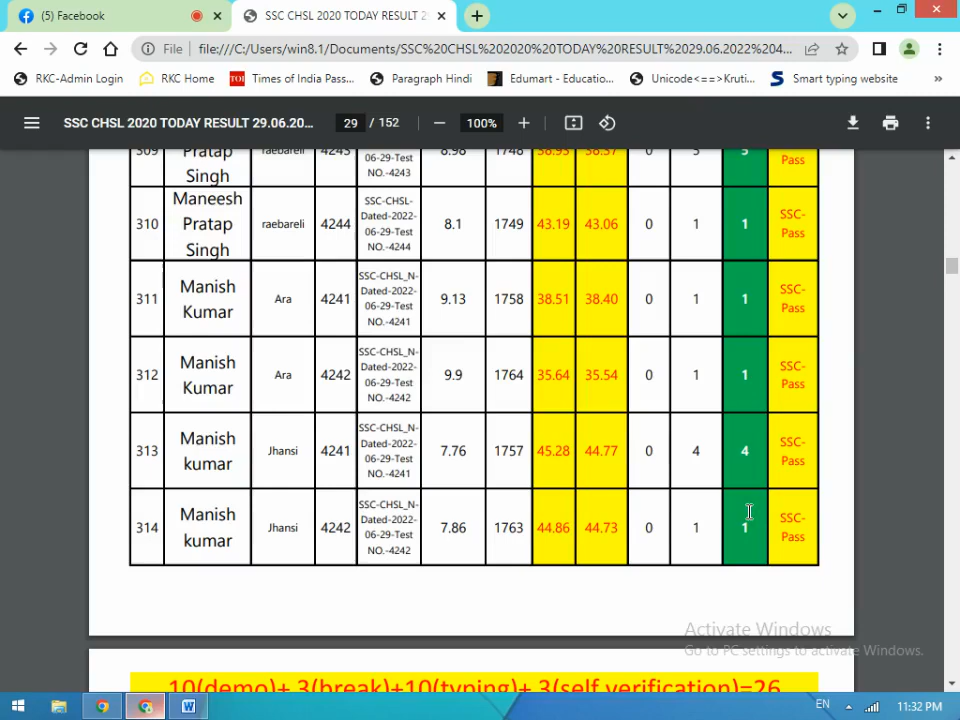 (5) Facebook
SSC CHSL 2020 TODAY RESULT 29.06.
File file:///C:/Users/win8.1/Documents/SSC%20CHSL%202020%20TODAY%20RESULT%2029.06.2022%204...
RKC-Admin Login RKC Home TOI Times of India Pass... Paragraph Hindi Edumart - Educatio... Unicode<==>Kruti... Smart typing website »
SSC CHSL 2020 TODAY RESULT 29.06.20... 29 / 152 100%
309 Pratap Singh raebareli 4243 06-29-Test NO.-4243 8.98 1748 38.93 38.37 0 5 5 Pass
310 Maneesh Pratap Singh raebareli 4244 SSC-CHSL-Dated-2022-06-29-Test NO.-4244 8.1 1749 43.19 43.06 0 1 1 SSC-Pass
311 Manish Kumar Ara 4241 SSC-CHSL_N-Dated-2022-06-29-Test NO.-4241 9.13 1758 38.51 38.40 0 1 1 SSC-Pass
312 Manish Kumar Ara 4242 SSC-CHSL_N-Dated-2022-06-29-Test NO.-4242 9.9 1764 35.64 35.54 0 1 1 SSC-Pass
313 Manish kumar Jhansi 4241 SSC-CHSL_N-Dated-2022-06-29-Test NO.-4241 7.76 1757 45.28 44.77 0 4 4 SSC-Pass
314 Manish kumar Jhansi 4242 SSC-CHSL_N-Dated-2022-06-29-Test NO.-4242 7.86 1763 44.86 44.73 0 1 1 SSC-Pass
Activate Windows
Go to PC settings to activate Windows.
10(demo)+ 3(break)+10(typing)+ 3(self verification)=26
EN 11:32 PM